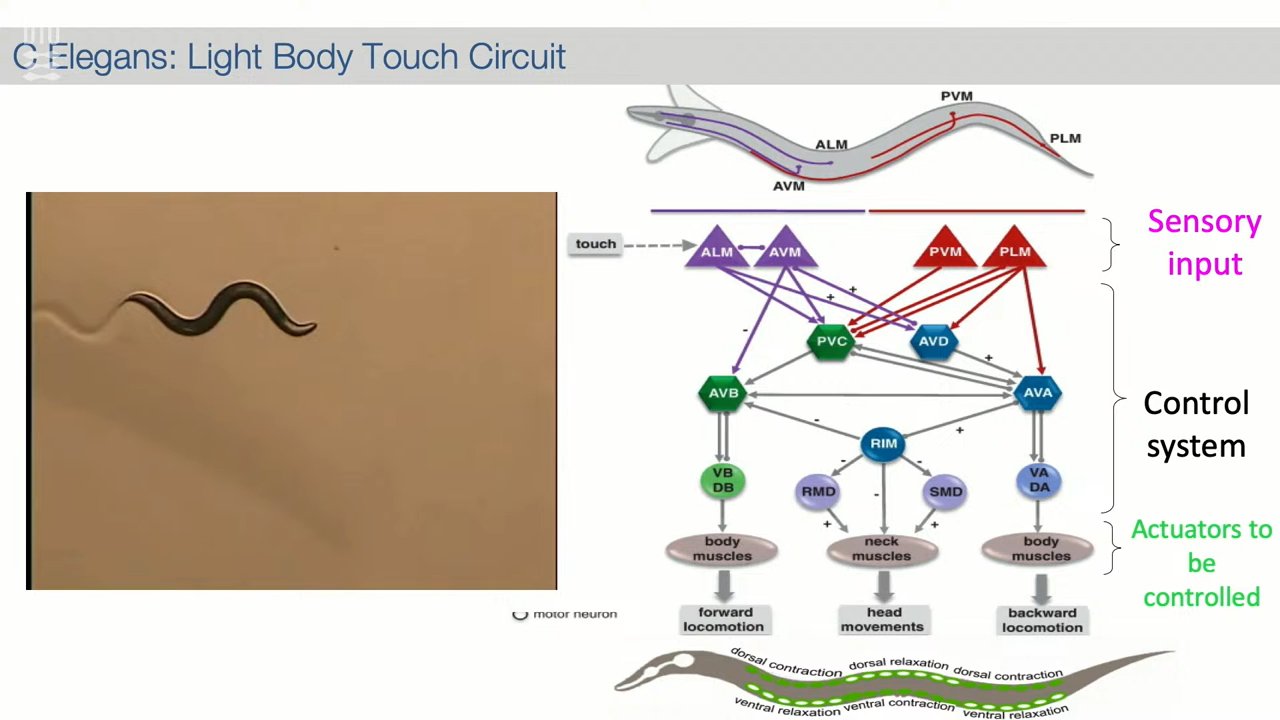 C Elegans: Light Body Touch Circuit
PVM
ALM
PLM
AVM
touch
ALM
AVM
PVM
PLM
Sensory
input
+
+
-
PVC
AVD
+
AVB
AVA
-
+
RIM
VB
DB
-
-
RMD
-
SMD
VA
DA
+
+
Control
system
body
muscles
neck
muscles
body
muscles
Actuators to
be
controlled
motor neuron
forward
locomotion
head
movements
backward
locomotion
dorsal contraction
dorsal relaxation
dorsal contraction
ventral relaxation
ventral contraction
ventral relaxation